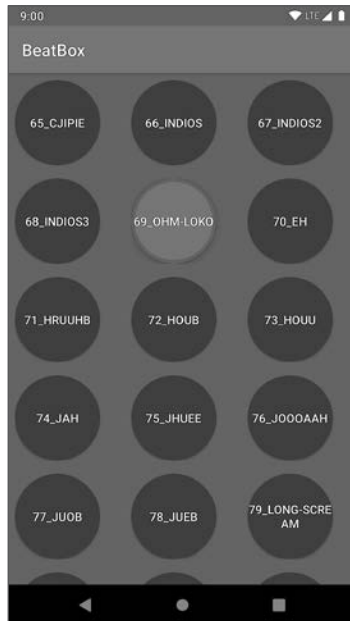 9:00 LTE
BeatBox
65_CJIPIE 66_INDIOS 67_INDIOS2
68_INDIOS3 69_OHM-LOKO 70_EH
71_HRUUHB 72_HOUB 73_HOUU
74_JAH 75_JHUEE 76_JOOOAAH
77_JUOB 78_JUEB 79_LONG-SCRE
AM